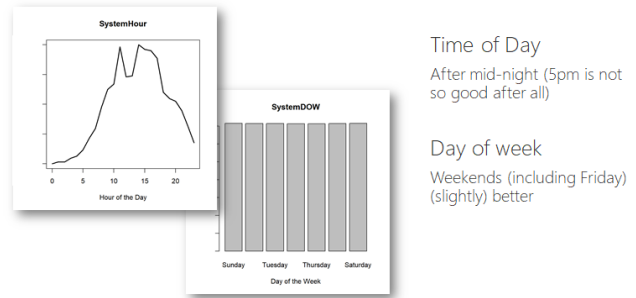 SystemHour
0 5 10 15 20
Hour of the Day
SystemDOW
Sunday Tuesday Thursday Saturday
Day of the Week
Time of Day
After mid-night (5pm is not
so good after all)
Day of week
Weekends (including Friday)
(slightly) better